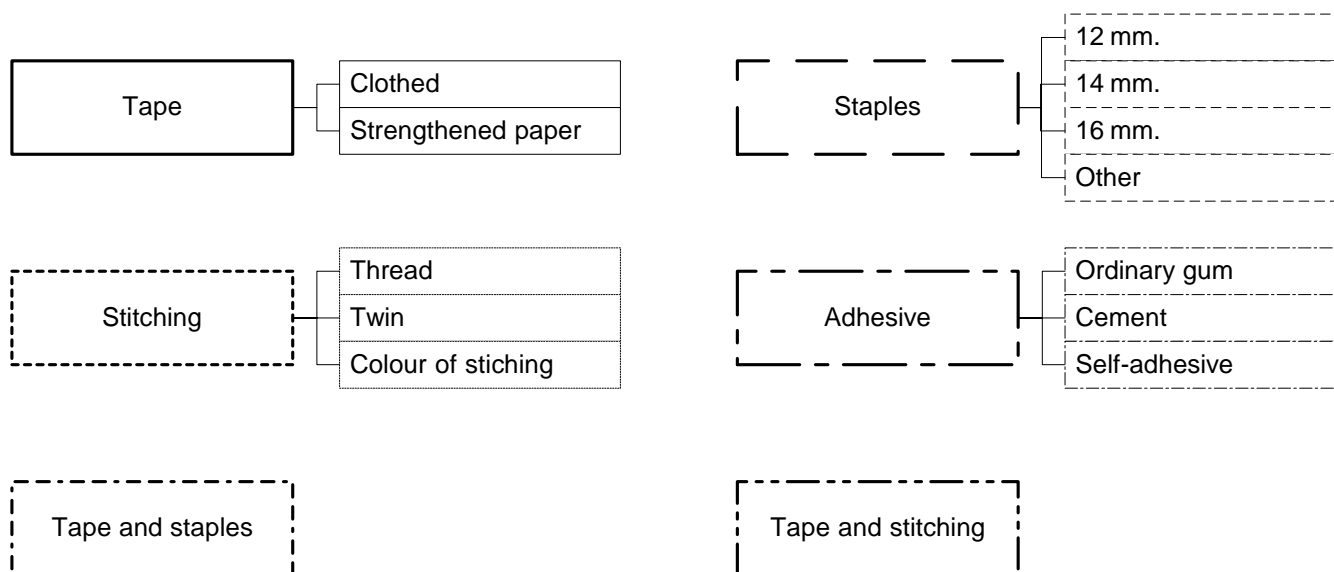 Tape
Clothed
Strengthened paper
Staples
12 mm.
14 mm.
16 mm.
Other
Stitching
Thread
Twin
Colour of stiching
Adhesive
Ordinary gum
Cement
Self-adhesive
Tape and staples
Tape and stitching